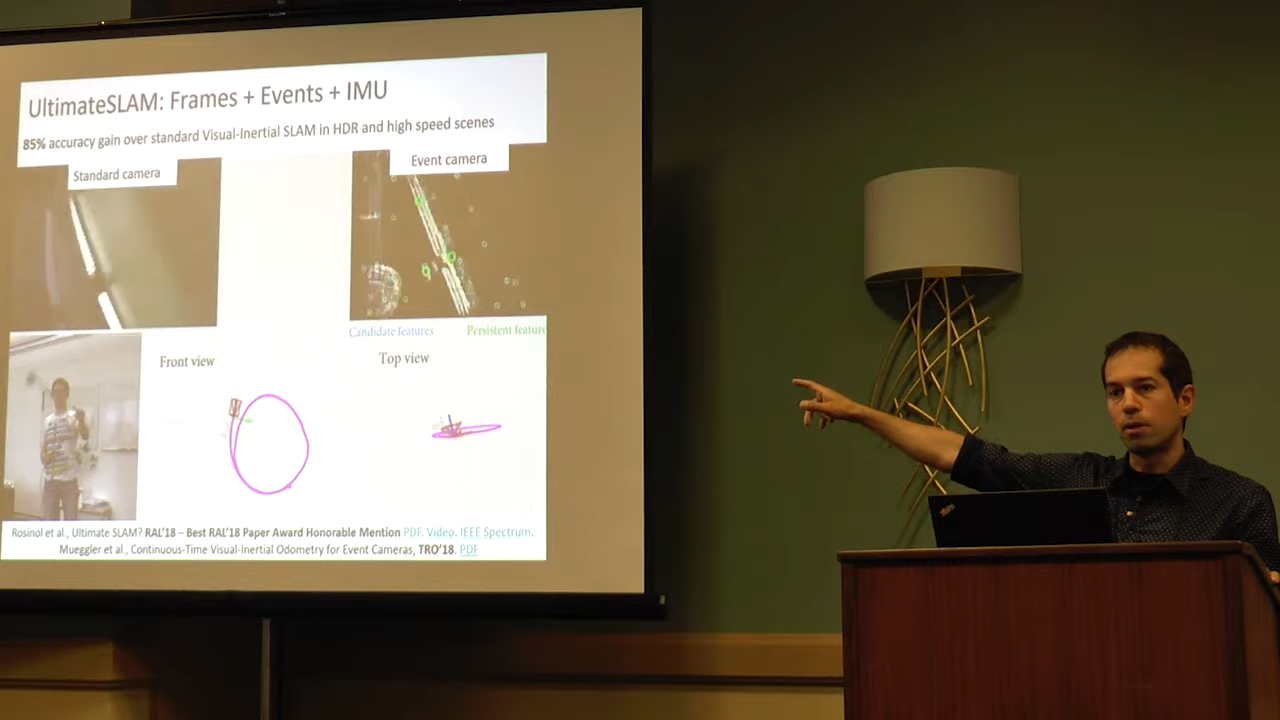 UltimateSLAM: Frames + Events + IMU
85% accuracy gain over standard Visual-Inertial SLAM in HDR and high speed scenes
Standard camera
Event camera
Candidate features
Persistent feature
Front view
Top view
Rosinol et al., Ultimate SLAM? RAL'18 – Best RAL'18 Paper Award Honorable Mention PDF. Video. IEEE Spectrum.
Mueggler et al., Continuous-Time Visual-Inertial Odometry for Event Cameras, TRO'18. PDF